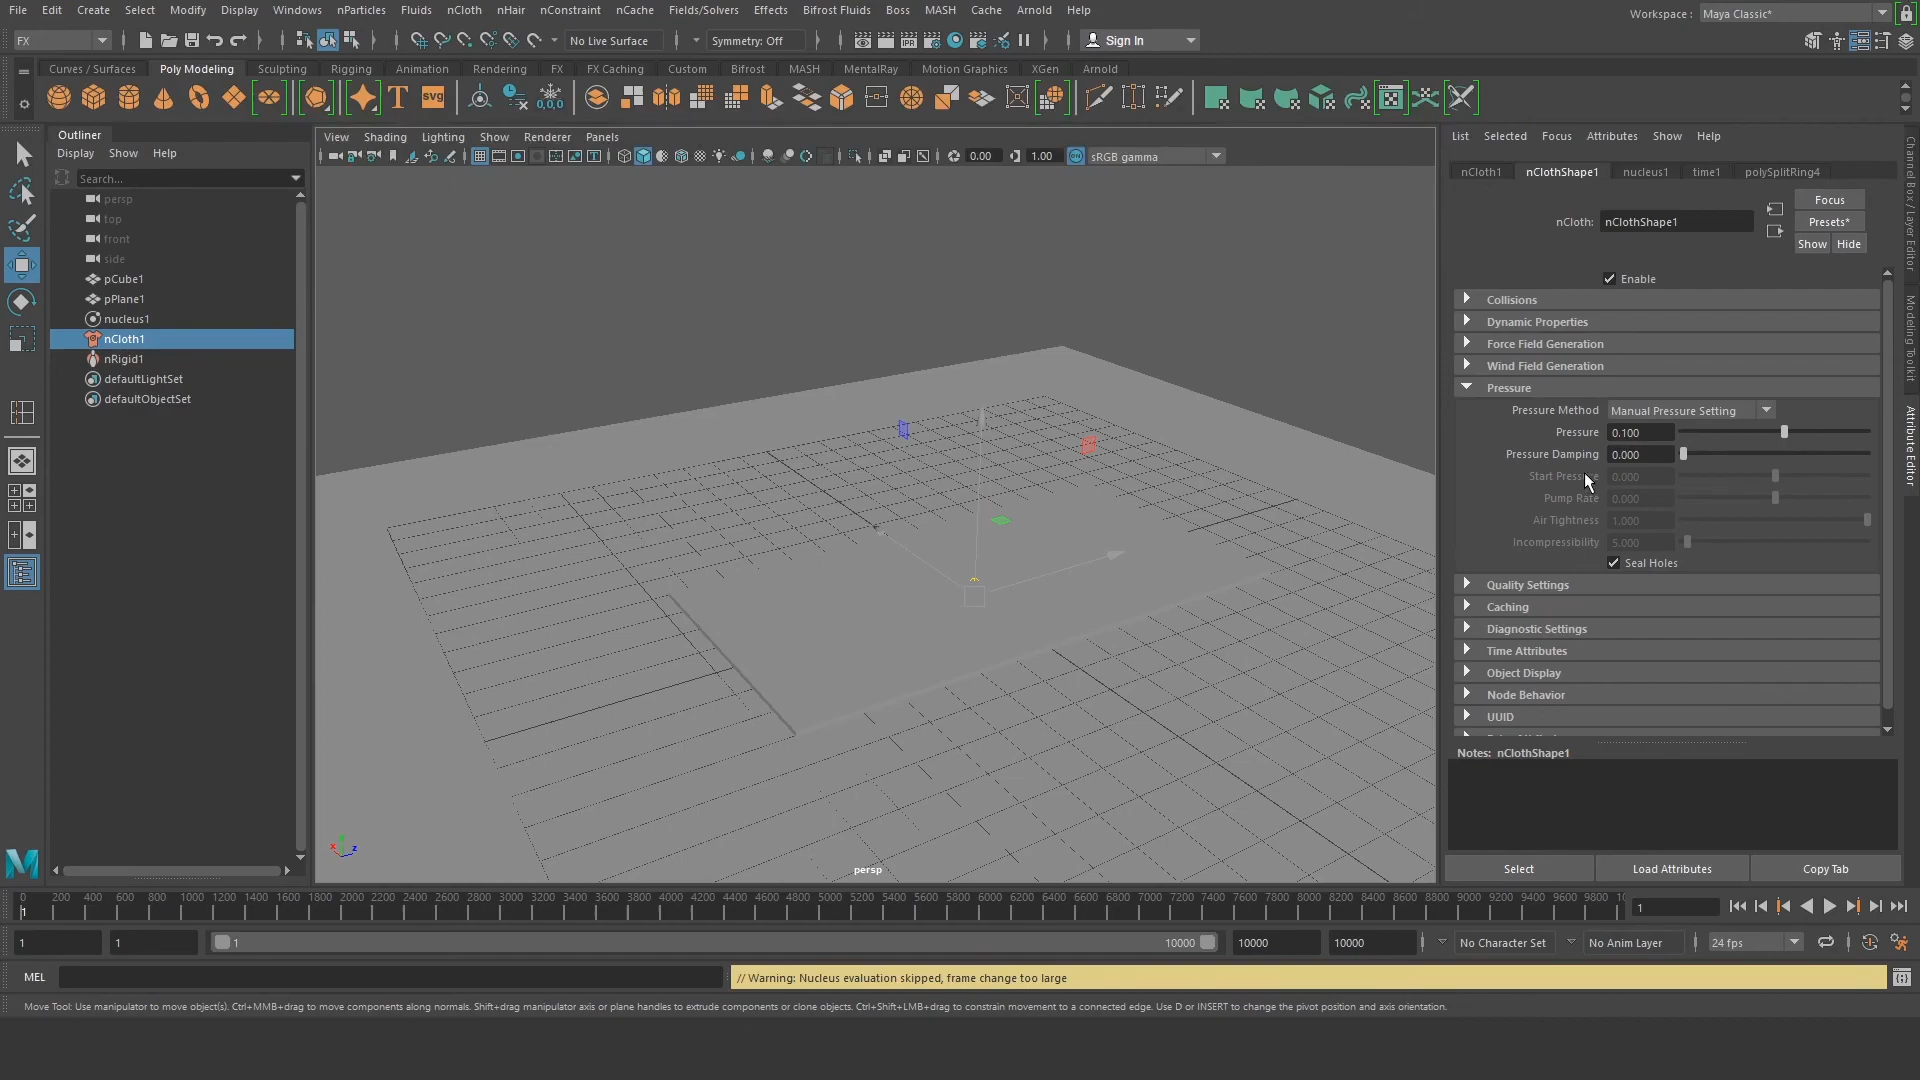 File Edit Create Select Modify Display Windows nParticles Fluids nCloth nHair nConstraint nCache Fields/Solvers Effects Bifrost Fluids Boss MASH Cache Arnold Help
Workspace : Maya Classic*
FX No Live Surface Symmetry: Off Sign In
Curves / Surfaces Poly Modeling Sculpting Rigging Animation Rendering FX FX Caching Custom Bifrost MASH MentalRay Motion Graphics XGen Arnold
T svg 0,0,0
Outliner
Display Show Help
Search...
persp
top
front
side
pCube1
pPlane1
nucleus1
nCloth1
nRigid1
defaultLightSet
defaultObjectSet
View Shading Lighting Show Renderer Panels
0.00 1.00 sRGB gamma
persp
x y z
List Selected Focus Attributes Show Help
nCloth1 nClothShape1 nucleus1 time1 polySplitRing4
nCloth: nClothShape1
Focus
Presets*
Show Hide
Enable
Collisions
Dynamic Properties
Force Field Generation
Wind Field Generation
Pressure
Pressure Method Manual Pressure Setting
Pressure 0.100
Pressure Damping 0.000
Start Pressure 0.000
Pump Rate 0.000
Air Tightness 1.000
Incompressibility 5.000
Seal Holes
Quality Settings
Caching
Diagnostic Settings
Time Attributes
Object Display
Node Behavior
UUID
Notes: nClothShape1
Select Load Attributes Copy Tab
Channel Box / Layer Editor
Modeling Toolkit
Attribute Editor
0 200 400 600 800 1000 1200 1400 1600 1800 2000 2200 2400 2600 2800 3000 3200 3400 3600 3800 4000 4200 4400 4600 4800 5000 5200 5400 5600 5800 6000 6200 6400 6600 6800 7000 7200 7400 7600 7800 8000 8200 8400 8600 8800 9000 9200 9400 9600 9800
1 1
1 1 1 10000 10000 10000 No Character Set No Anim Layer 24 fps
MEL // Warning: Nucleus evaluation skipped, frame change too large
Move Tool: Use manipulator to move object(s). Ctrl+MMB+drag to move components along normals. Shift+drag manipulator axis or plane handles to extrude components or clone objects. Ctrl+Shift+LMB+drag to constrain movement to a connected edge. Use D or INSERT to change the pivot position and axis orientation.